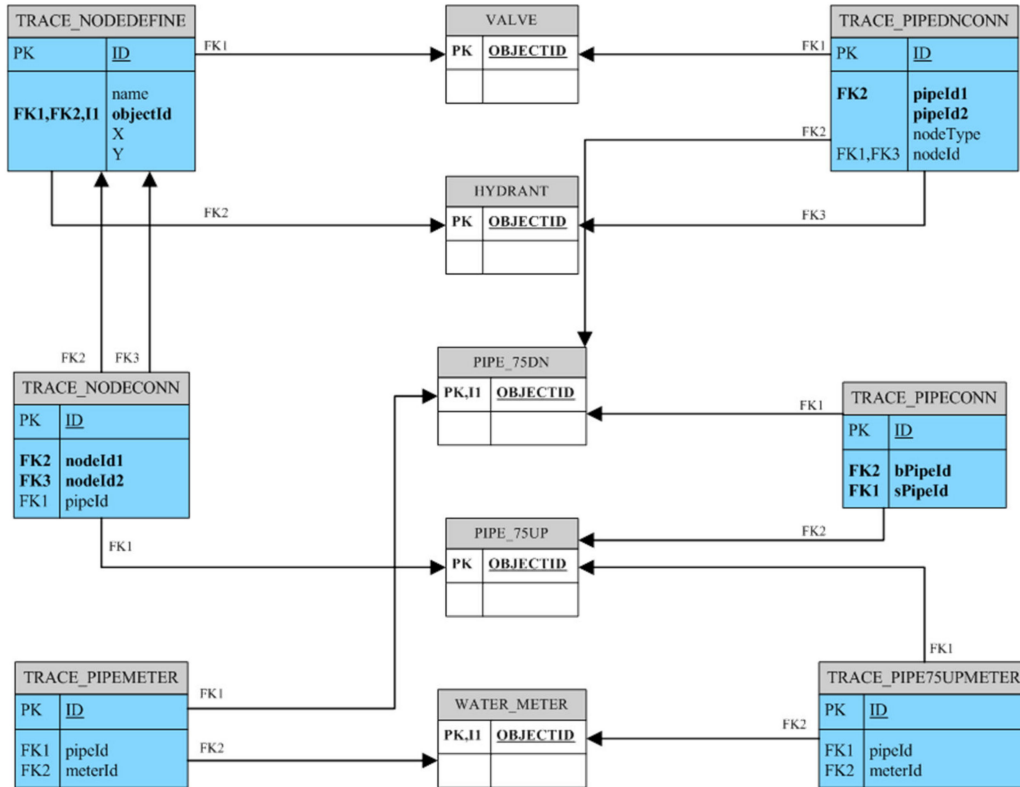 TRACE_NODEDEFINE
PK ID
name
FK1,FK2,I1 objectId
X
Y
FK1
VALVE
PK OBJECTID
FK1
TRACE_PIPEDNCONN
PK ID
FK2 pipeId1
pipeId2
nodeType
FK1,FK3 nodeId
FK2
FK2
HYDRANT
PK OBJECTID
FK3
FK2
FK3
TRACE_NODECONN
PK ID
FK2 nodeId1
FK3 nodeId2
FK1 pipeId
PIPE_75DN
PK,I1 OBJECTID
FK1
TRACE_PIPECONN
PK ID
FK2 bPipeId
FK1 sPipeId
FK1
PIPE_75UP
PK OBJECTID
FK2
FK1
TRACE_PIPEMETER
PK ID
FK1 pipeId
FK2 meterId
FK1
FK2
WATER_METER
PK,I1 OBJECTID
FK2
TRACE_PIPE75UPMETER
PK ID
FK1 pipeId
FK2 meterId